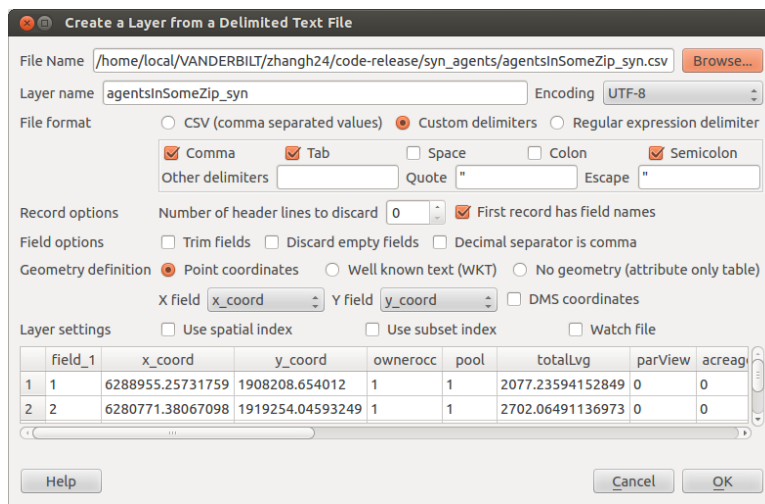 Create a Layer from a Delimited Text File
File Name /home/local/VANDERBILT/zhangh24/code-release/syn_agents/agentsInSomeZip_syn.csv Browse...
Layer name agentsInSomeZip_syn Encoding UTF-8
File format CSV (comma separated values) Custom delimiters Regular expression delimiter
Comma Tab Space Colon Semicolon
Other delimiters Quote " Escape "
Record options Number of header lines to discard 0 First record has field names
Field options Trim fields Discard empty fields Decimal separator is comma
Geometry definition Point coordinates Well known text (WKT) No geometry (attribute only table)
X field x_coord Y field y_coord DMS coordinates
Layer settings Use spatial index Use subset index Watch file
field_1 x_coord y_coord ownerocc pool totalLvg parView acreag
1 1 6288955.25731759 1908208.654012 1 1 2077.23594152849 0 0
2 2 6280771.38067098 1919254.04593249 1 1 2702.06491136973 0 0
Help Cancel OK